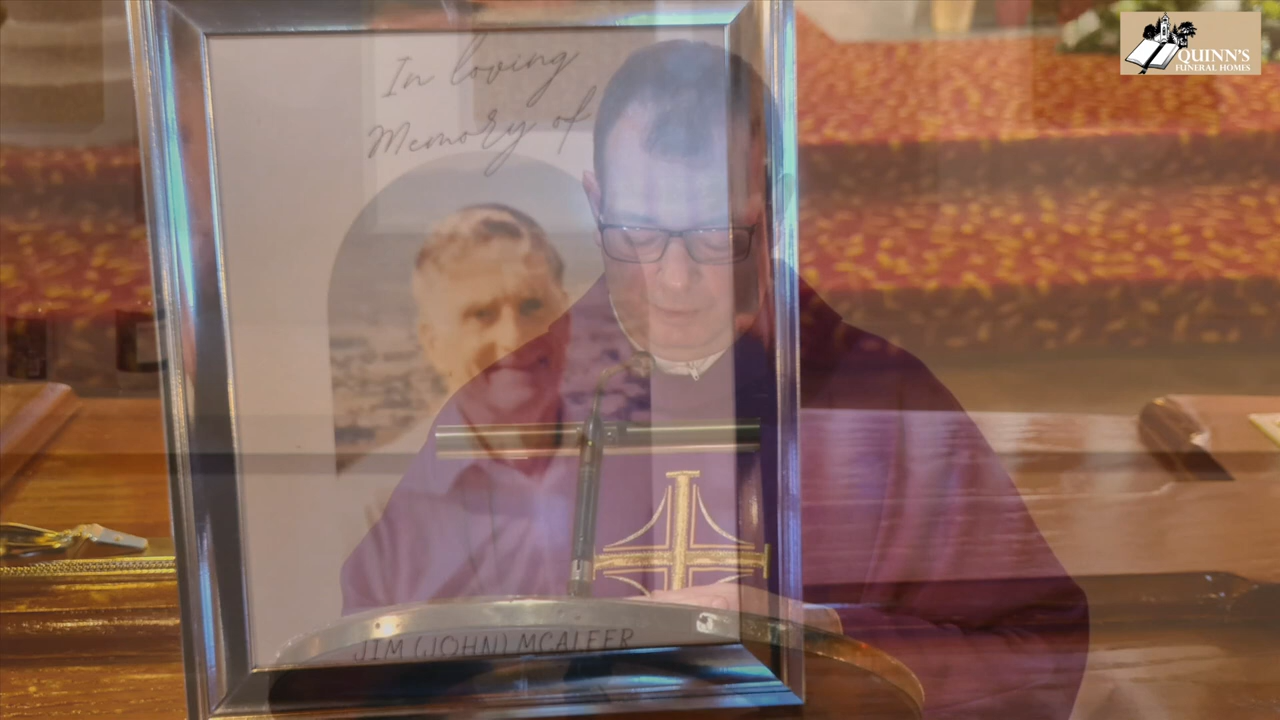 In loving
Memory of
JIM (JOHN) MCALEER
QUINN'S
FUNERAL HOMES